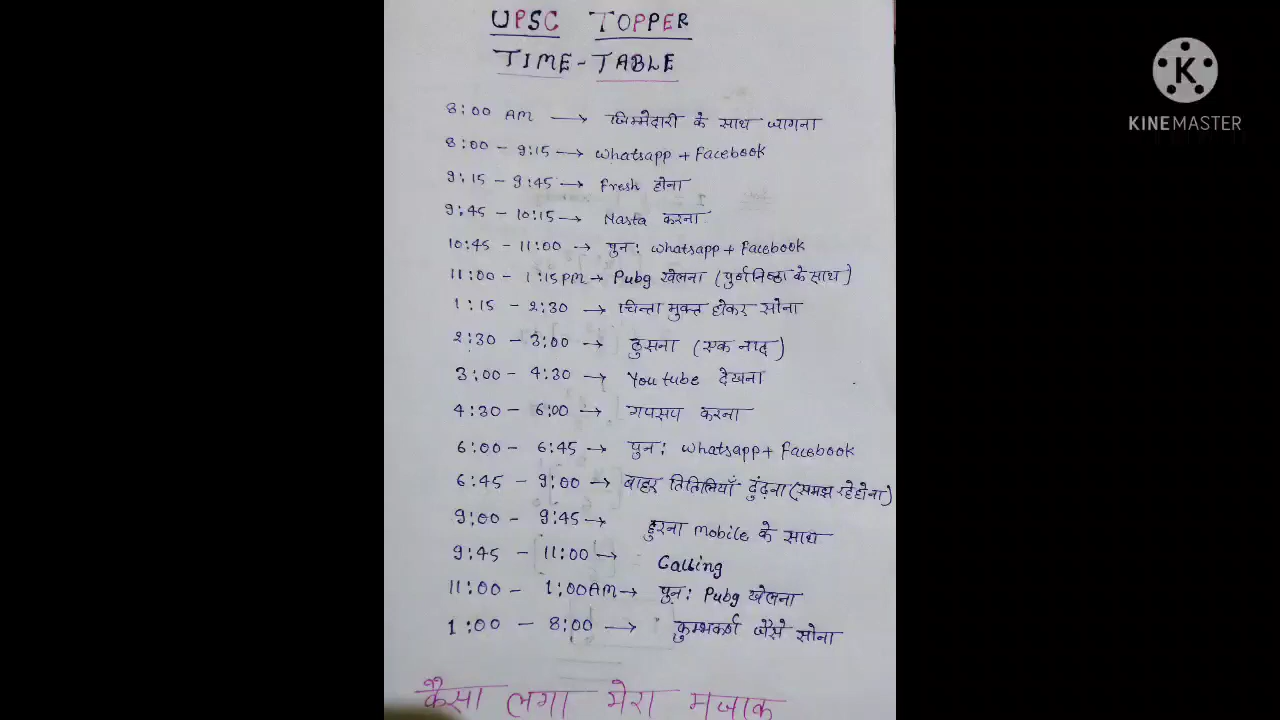 UPSC TOPPER
TIME-TABLE
8:00 AM → जिम्मेदारी के साथ जागना
8:00 - 9:15 → Whatsapp + Facebook
9:15 - 9:45 → Fresh होना
9:45 - 10:15 → Nasta करना
10:45 - 11:00 → पुन: Whatsapp + Facebook
11:00 - 1:15 PM → Pubg खेलना (पुर्ण निष्ठा के साथ)
1:15 - 2:30 → चिन्ता मुक्त होकर सोना
2:30 - 3:00 → ठुसना (एक नाद)
3:00 - 4:30 → Youtube देखना
4:30 - 6:00 → गपसप करना
6:00 - 6:45 → पुन: Whatsapp + Facebook
6:45 - 9:00 → बाहर तितिलियाँ ढुंढ़ना (समझ रहे हो ना)
9:00 - 9:45 → ठुसना mobile के साथ
9:45 - 11:00 → Calling
11:00 - 1:00 AM → पुन: Pubg खेलना
1:00 - 8:00 → कुम्भकर्ण जैसे सोना
कैसा लगा मेरा मजाक
KINEMASTER